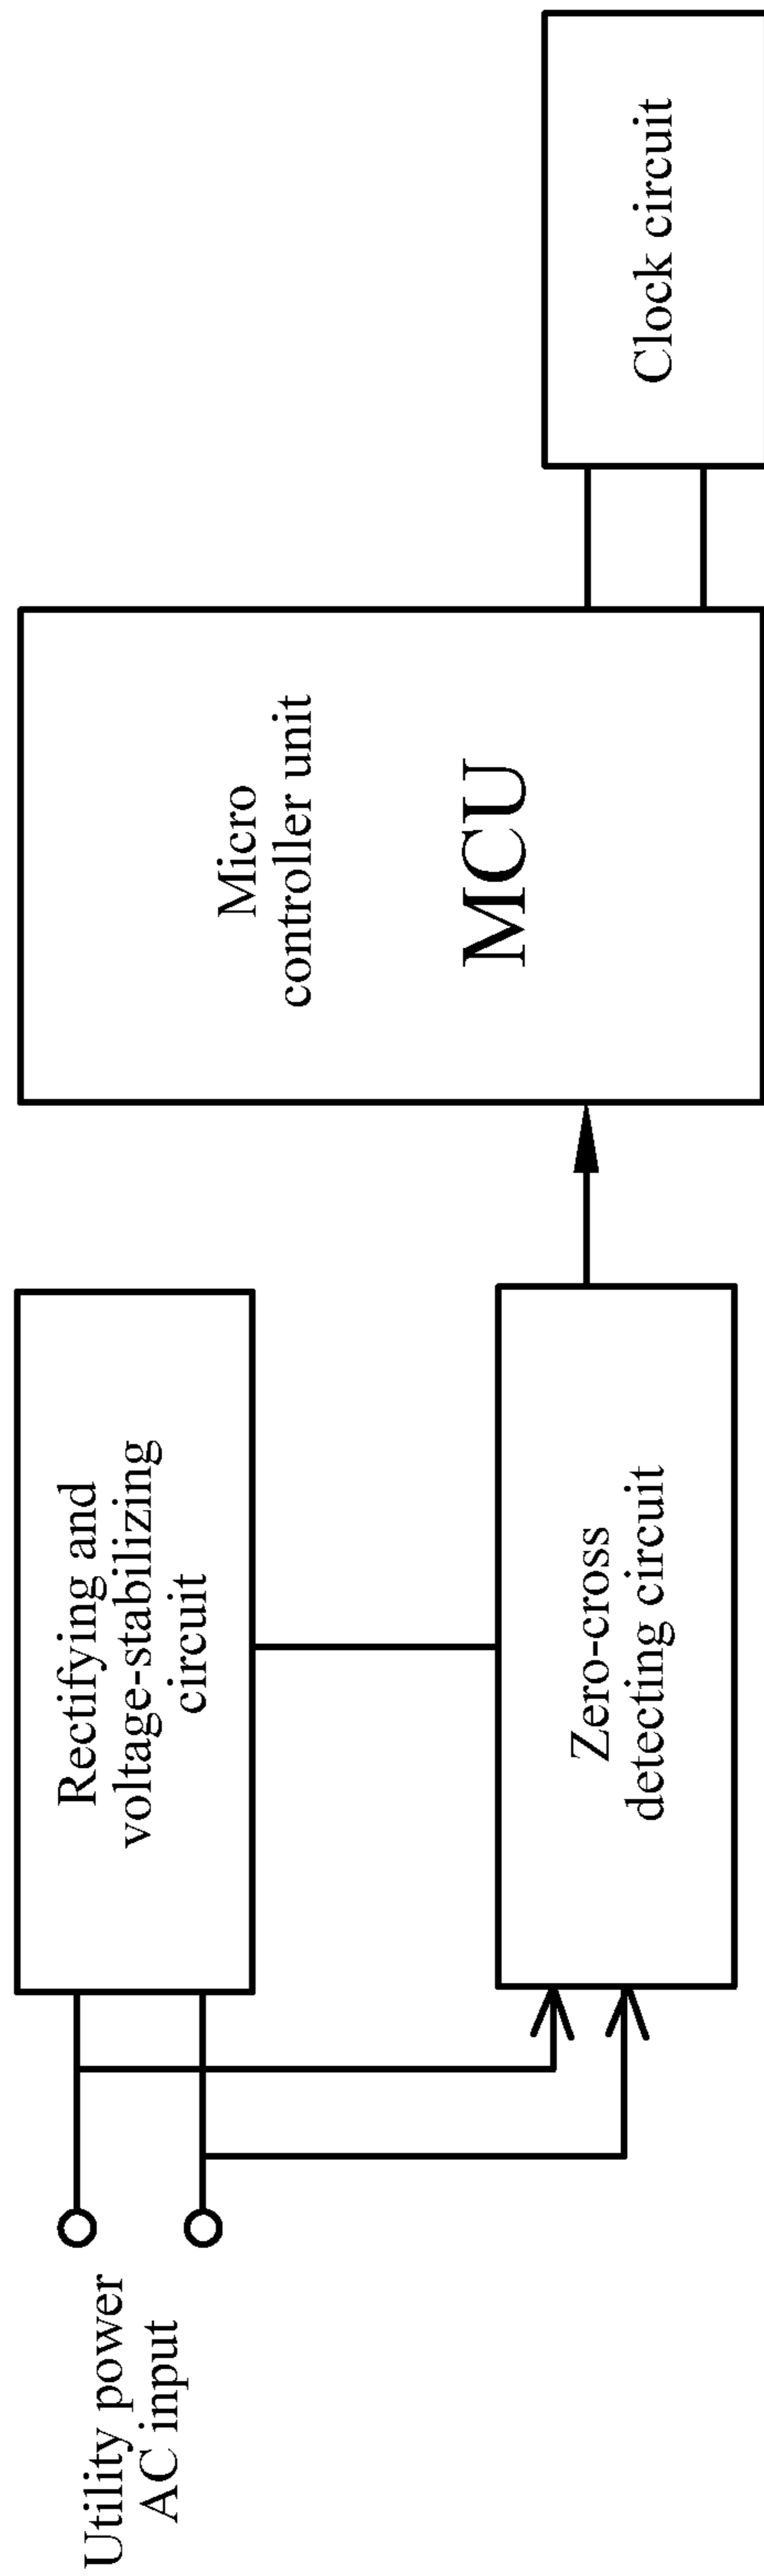 Utility power
AC input
Rectifying and
voltage-stabilizing
circuit
Zero-cross
detecting circuit
Micro
controller unit
MCU
Clock circuit